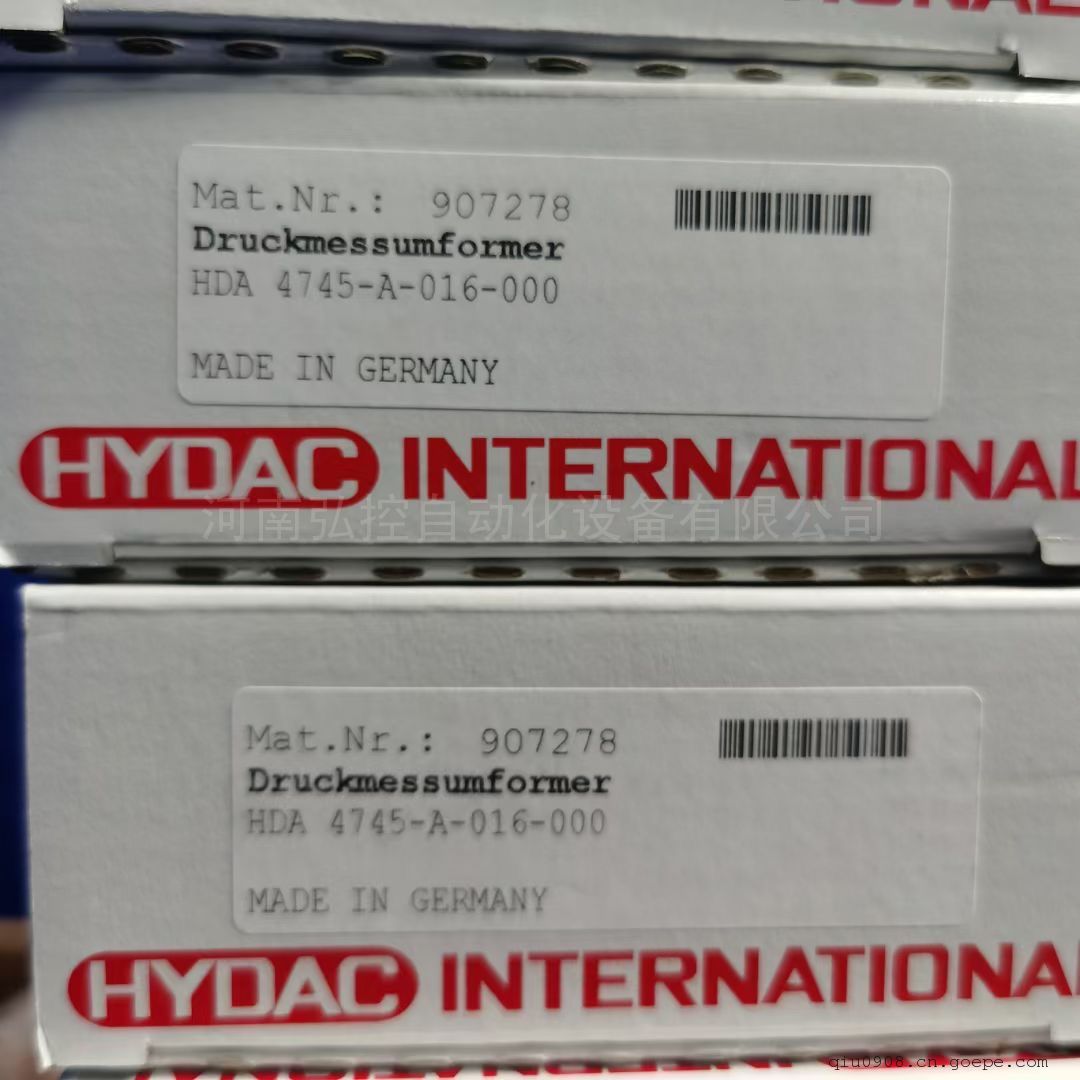 INTERNATIONAL
Mat.Nr.: 907278
Druckmessumformer
HDA 4745-A-016-000
MADE IN GERMANY
HYDAC INTERNATIONAL
河南弘控自动化设备有限公司
Mat.Nr.: 907278
Druckmessumformer
HDA 4745-A-016-000
MADE IN GERMANY
HYDAC INTERNATIONAL
qiu0908.cn.goepe.com